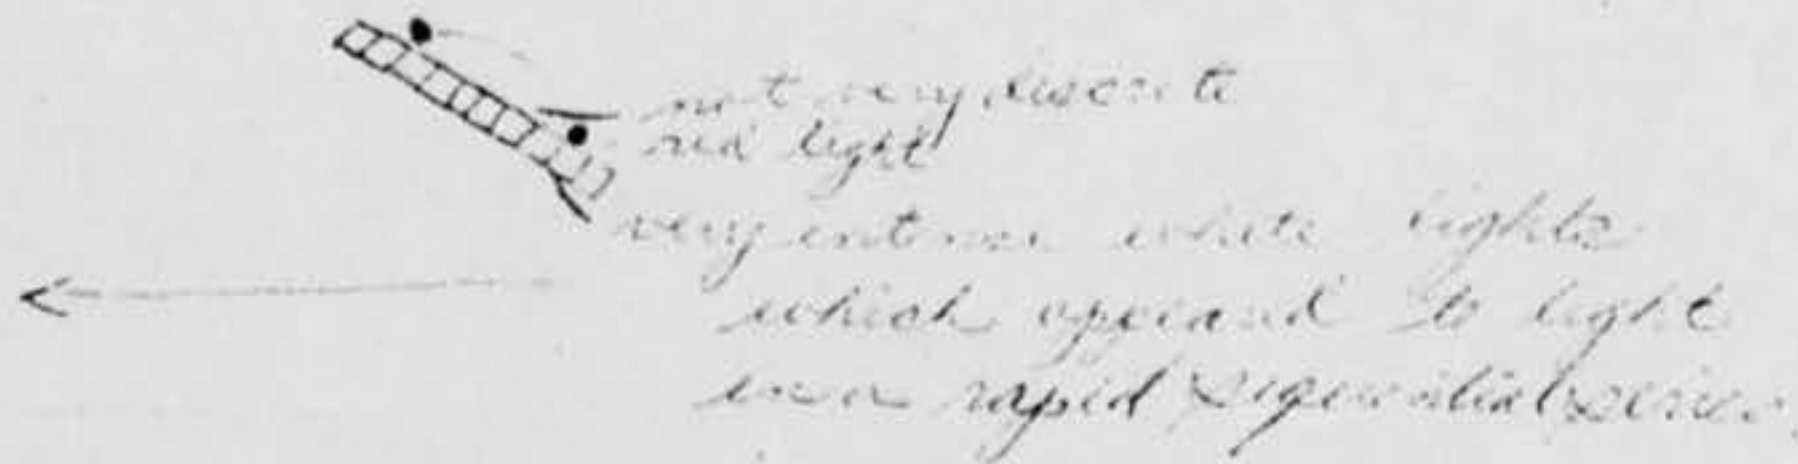 not very discrete
red light
very intense white lights
which appeared to light
in a rapid sequential series